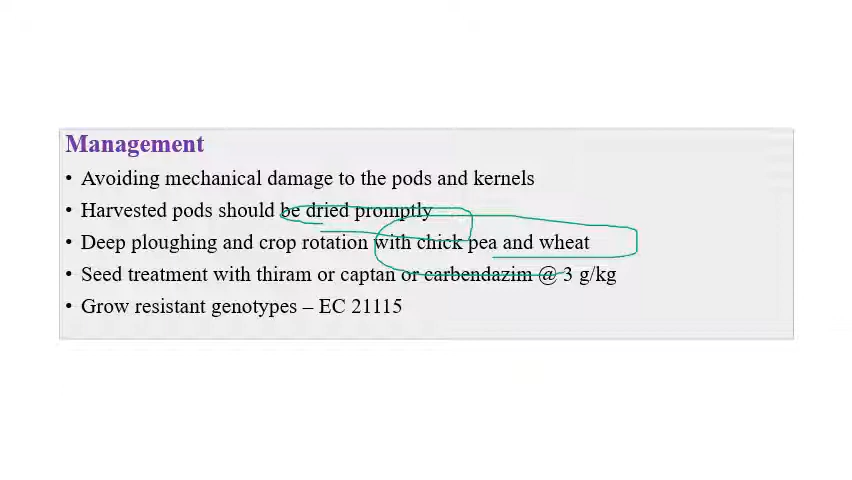 Management
• Avoiding mechanical damage to the pods and kernels
• Harvested pods should be dried promptly
• Deep ploughing and crop rotation with chick pea and wheat
• Seed treatment with thiram or captan or carbendazim @ 3 g/kg
• Grow resistant genotypes – EC 21115